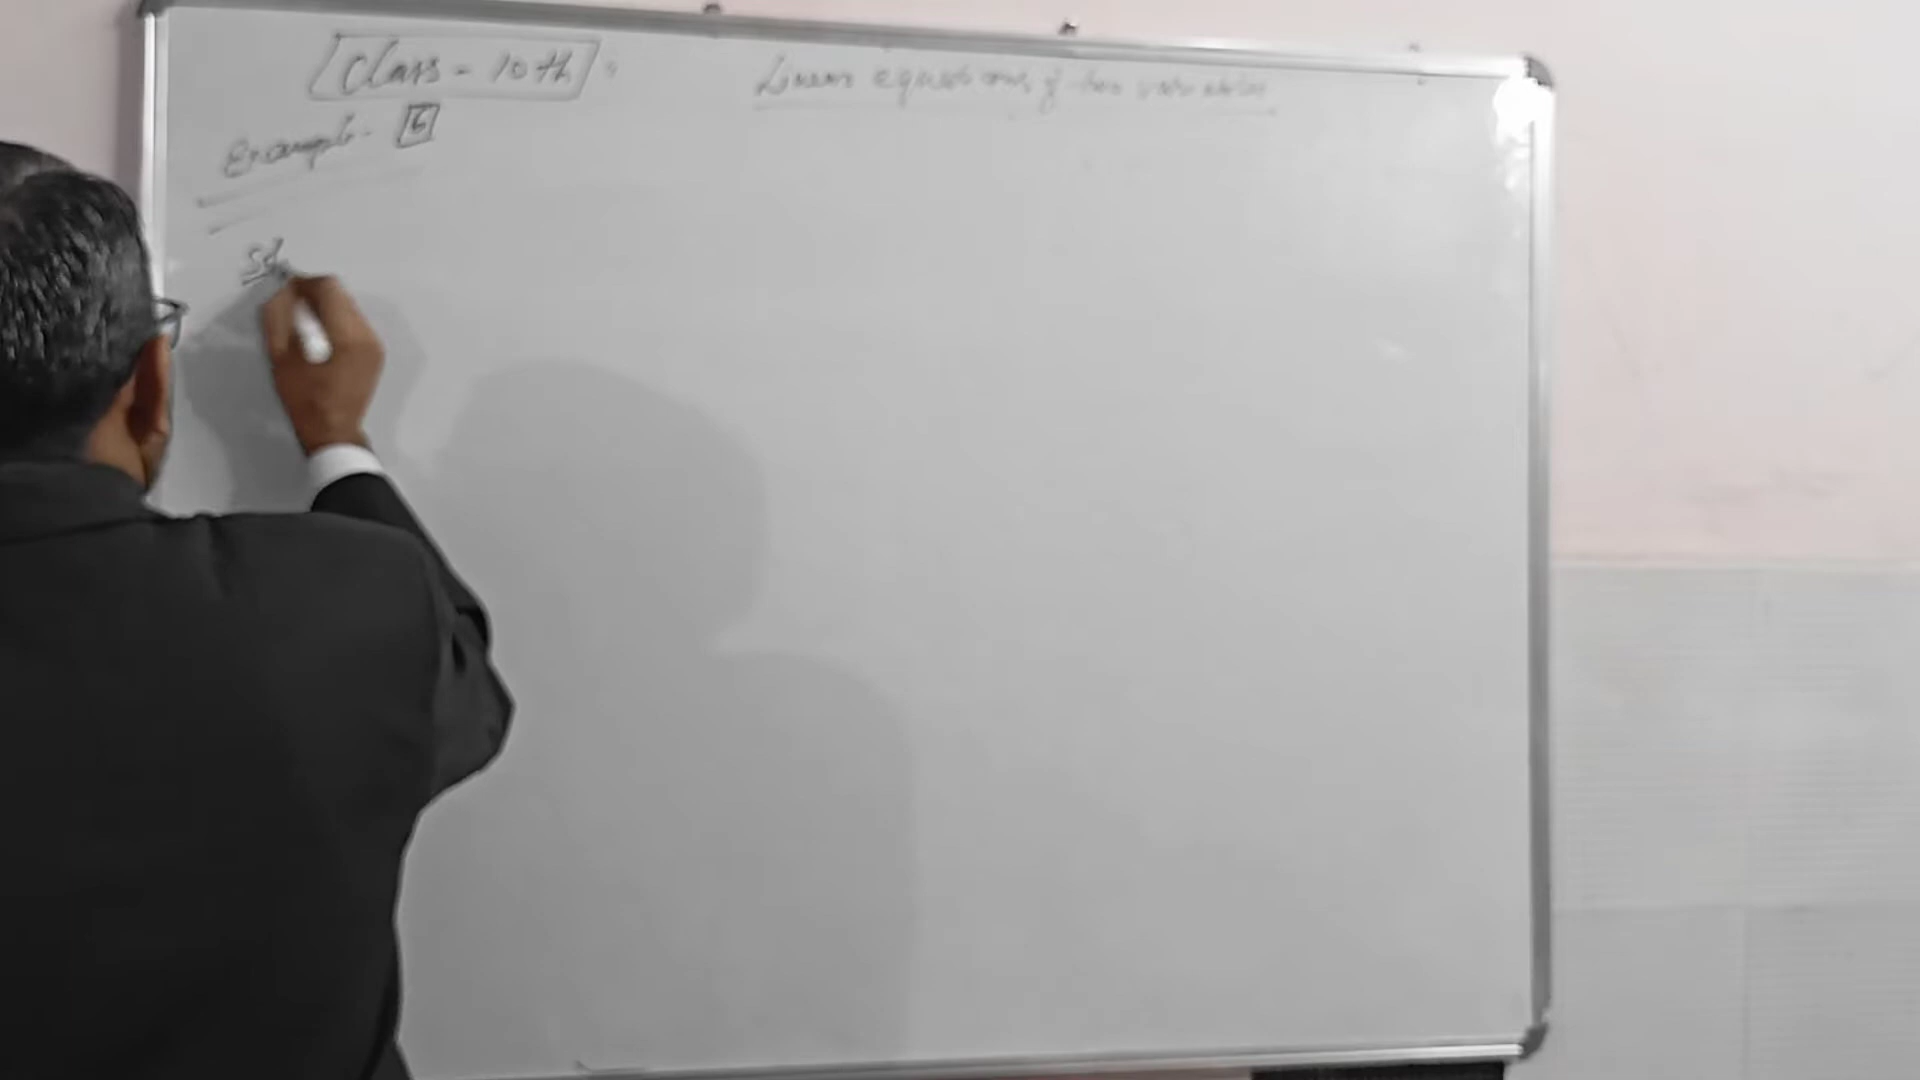 [Class - 10th]
Linear equations of two variables
Example - 6
Sol